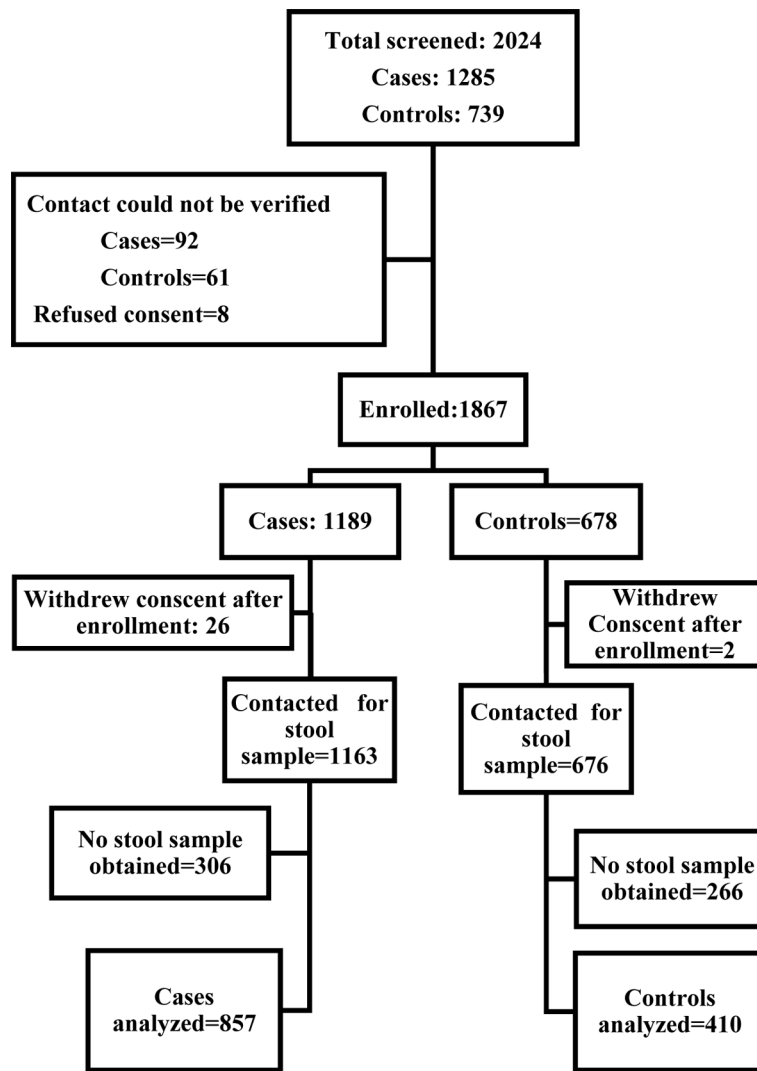 Total screened: 2024
Cases: 1285
Controls: 739
Contact could not be verified
Cases=92
Controls=61
Refused consent=8
Enrolled:1867
Cases: 1189
Controls=678
Withdrew conscent after
enrollment: 26
Withdrew
Conscent after
enrollment=2
Contacted for
stool
sample=1163
Contacted for
stool
sample=676
No stool sample
obtained=306
No stool sample
obtained=266
Cases
analyzed=857
Controls
analyzed=410